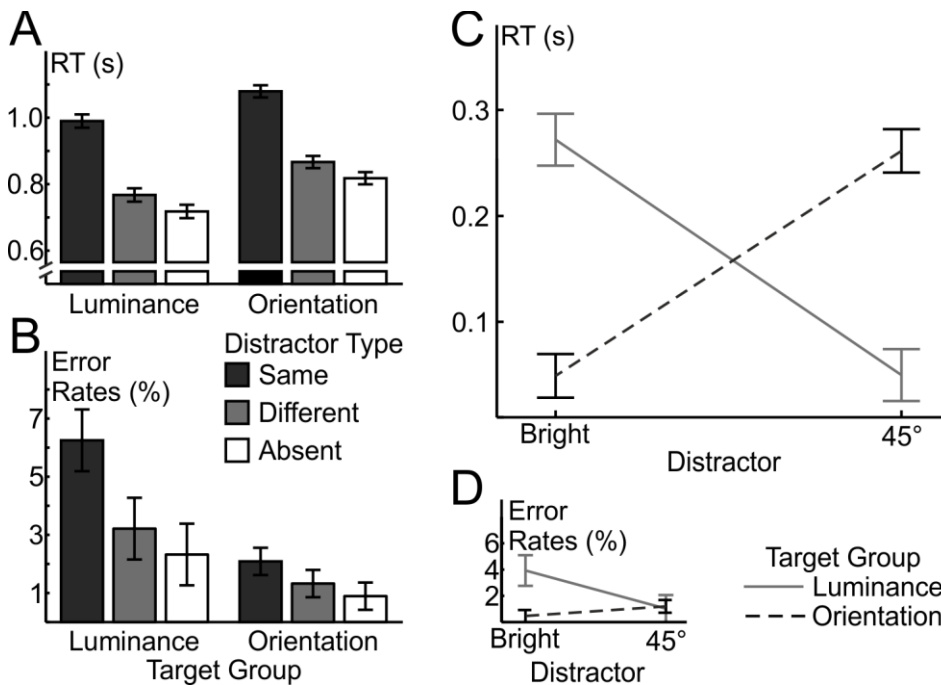 A
RT (s)
1.0
0.8
0.6
Luminance
Orientation
B
Error
Rates (%)
7
5
3
1
Luminance
Orientation
Target Group
Distractor Type
Same
Different
Absent
C
RT (s)
0.3
0.2
0.1
Bright
45°
Distractor
D
Error
Rates (%)
6
4
2
Bright
45°
Distractor
Target Group
Luminance
Orientation